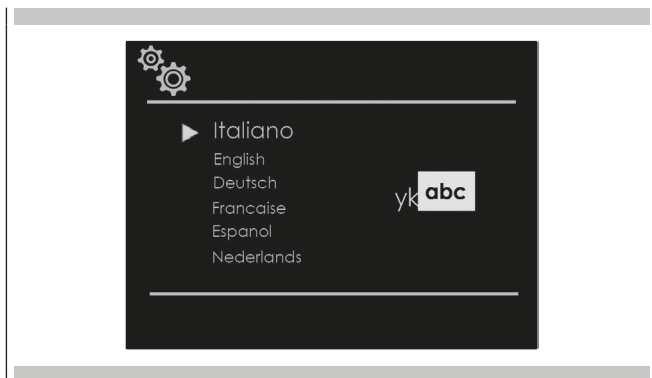 Italiano
English
Deutsch
Francaise
Espanol
Nederlands
yk abc